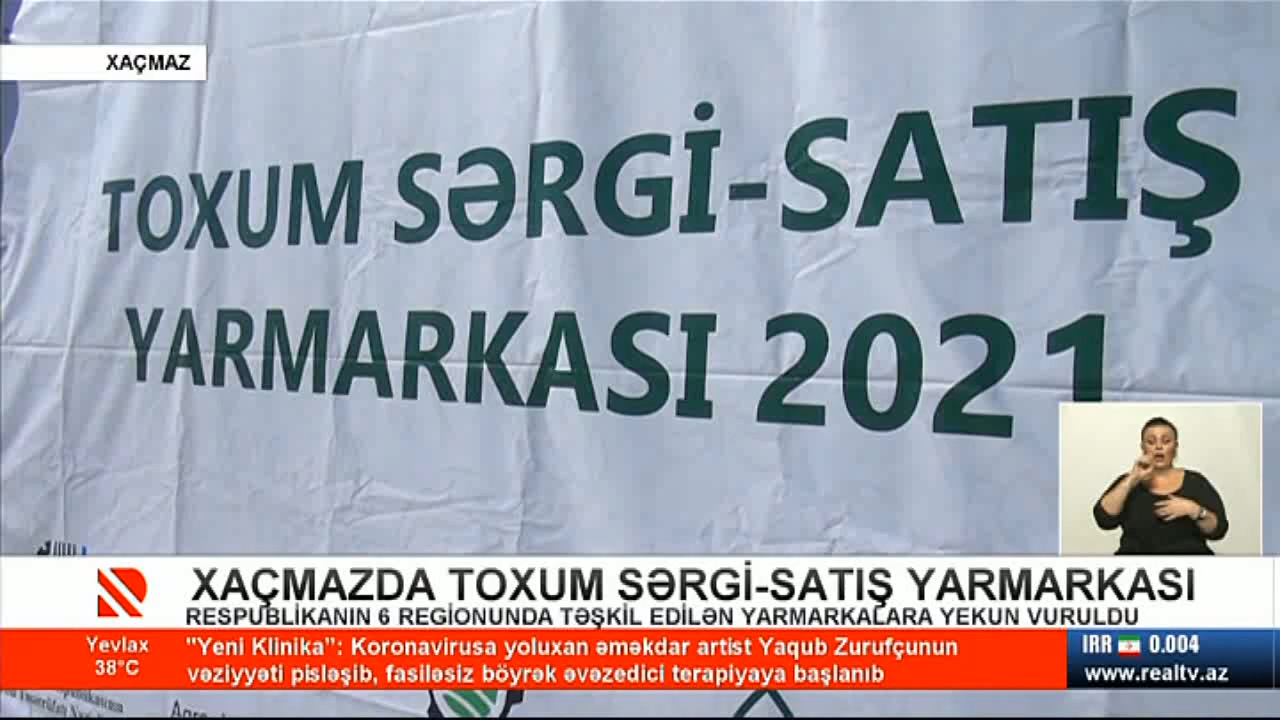 XAÇMAZ
TOXUM SƏRGİ-SATIŞ
YARMARKASI 2021
XAÇMAZDA TOXUM SƏRGİ-SATIŞ YARMARKASI
RESPUBLİKANIN 6 REGİONUNDA TƏŞKİL EDİLƏN YARMARKALARA YEKUN VURULDU
Yevlax
38°C
"Yeni Klinika”: Koronavirusa yoluxan əməkdar artist Yaqub Zurufçunun
vəziyyəti pisləşib, fasiləsiz böyrək əvəzedici terapiyaya başlanıb
IRR 0.004
www.realtv.az